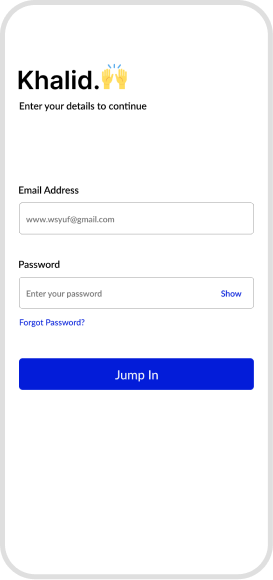 Khalid.🙌
Enter your details to continue
Email Address
www.wsyuf@gmail.com
Password
Enter your password Show
Forgot Password?
Jump In